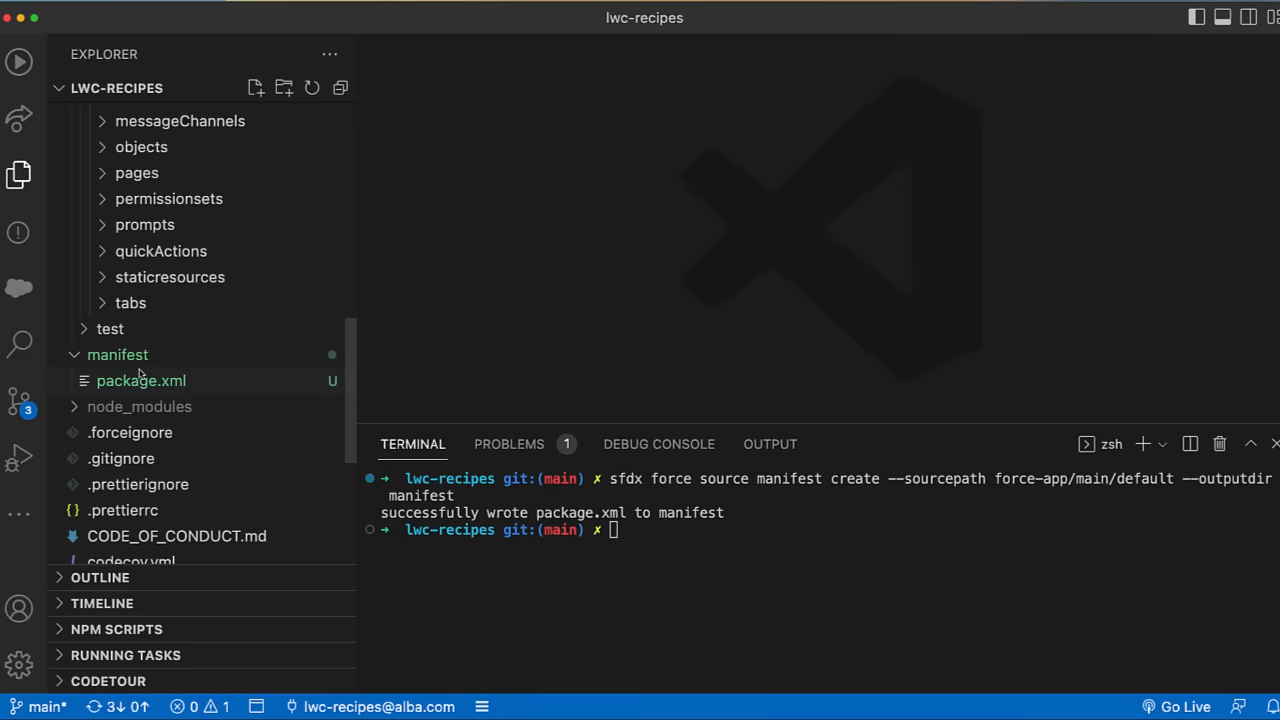 lwc-recipes
EXPLORER
LWC-RECIPES
messageChannels
objects
pages
permissionsets
prompts
quickActions
staticresources
tabs
test
manifest
package.xml U
node_modules
.forceignore
.gitignore
.prettierignore
{} .prettierrc
CODE_OF_CONDUCT.md
! codecov.yml
OUTLINE
TIMELINE
NPM SCRIPTS
RUNNING TASKS
CODETOUR
3
TERMINAL PROBLEMS 1 DEBUG CONSOLE OUTPUT zsh
→ lwc-recipes git:(main) ✗ sfdx force source manifest create --sourcepath force-app/main/default --outputdir
manifest
successfully wrote package.xml to manifest
→ lwc-recipes git:(main) ✗
main* 3↓ 0↑ 0 1 lwc-recipes@alba.com Go Live